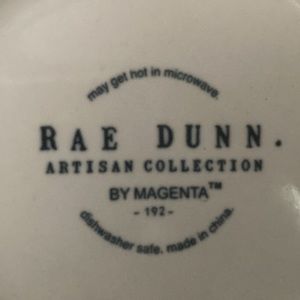 may get hot in microwave.
RAE DUNN.
ARTISAN COLLECTION
BY MAGENTA™
- 192 -
dishwasher safe. made in china.